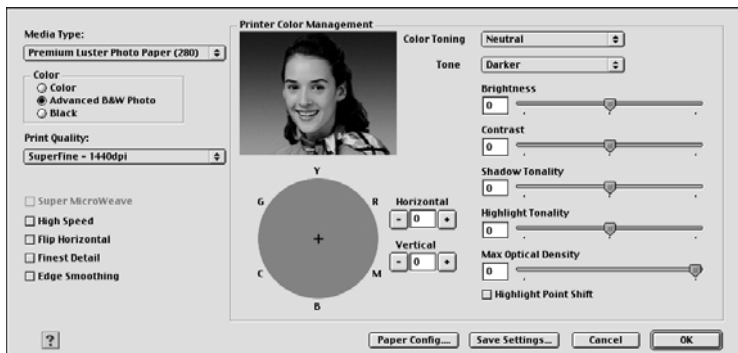 Media Type:
Premium Luster Photo Paper (280)
Color
Color
Advanced B&W Photo
Black
Print Quality:
SuperFine - 1440dpi
Super MicroWeave
High Speed
Flip Horizontal
Finest Detail
Edge Smoothing
?
Printer Color Management
Color Toning
Neutral
Tone
Darker
Brightness
0
Contrast
0
Shadow Tonality
0
Highlight Tonality
0
Max Optical Density
0
Highlight Point Shift
Y
G
R
C
M
B
Horizontal
- 0 +
Vertical
- 0 +
Paper Config....
Save Settings...
Cancel
OK